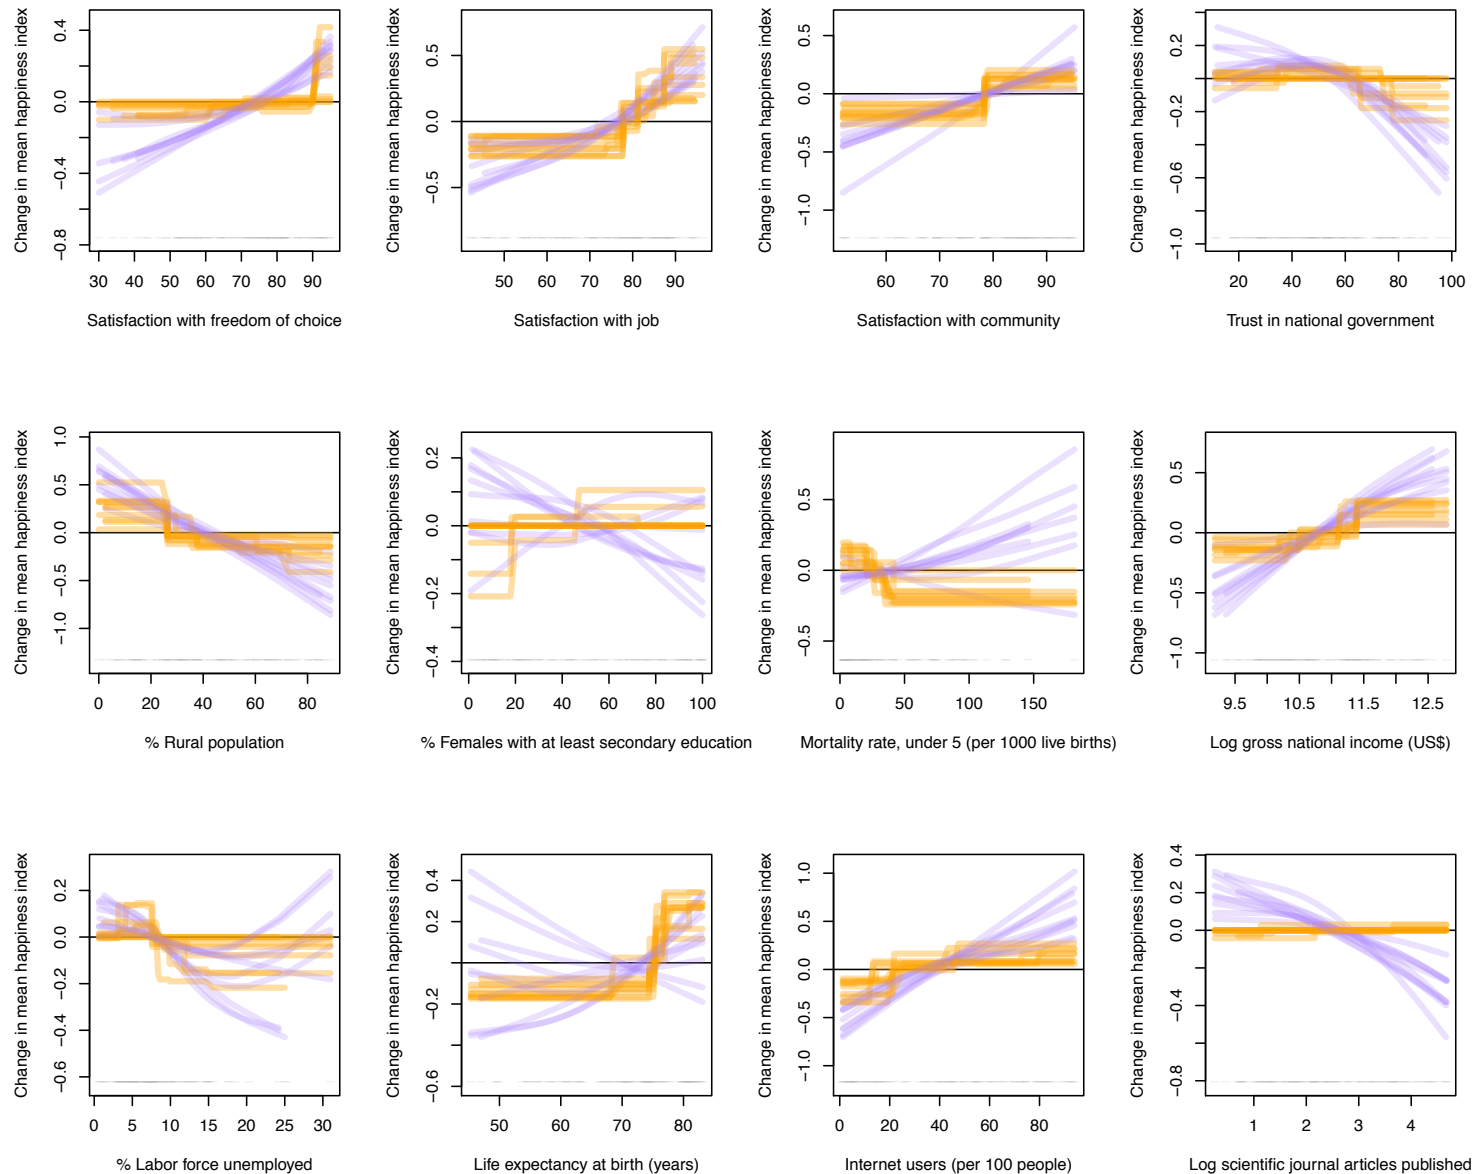 Change in mean happiness index
0.4
0.0
−0.4
−0.8
30 40 50 60 70 80 90
Satisfaction with freedom of choice
Change in mean happiness index
0.5
0.0
−0.5
50 60 70 80 90
Satisfaction with job
Change in mean happiness index
0.5
0.0
−0.5
−1.0
60 70 80 90
Satisfaction with community
Change in mean happiness index
0.2
−0.2
−0.6
−1.0
20 40 60 80 100
Trust in national government
Change in mean happiness index
1.0
0.5
0.0
−0.5
−1.0
0 20 40 60 80
% Rural population
Change in mean happiness index
0.2
0.0
−0.2
−0.4
0 20 40 60 80 100
% Females with at least secondary education
Change in mean happiness index
0.5
0.0
−0.5
0 50 100 150
Mortality rate, under 5 (per 1000 live births)
Change in mean happiness index
0.5
0.0
−0.5
−1.0
9.5 10.5 11.5 12.5
Log gross national income (US$)
Change in mean happiness index
0.2
0.0
−0.2
−0.4
−0.6
0 5 10 15 20 25 30
% Labor force unemployed
Change in mean happiness index
0.4
0.2
−0.2
−0.6
50 60 70 80
Life expectancy at birth (years)
Change in mean happiness index
1.0
0.5
0.0
−0.5
−1.0
0 20 40 60 80
Internet users (per 100 people)
Change in mean happiness index
0.4
0.2
0.0
−0.4
−0.8
1 2 3 4
Log scientific journal articles published